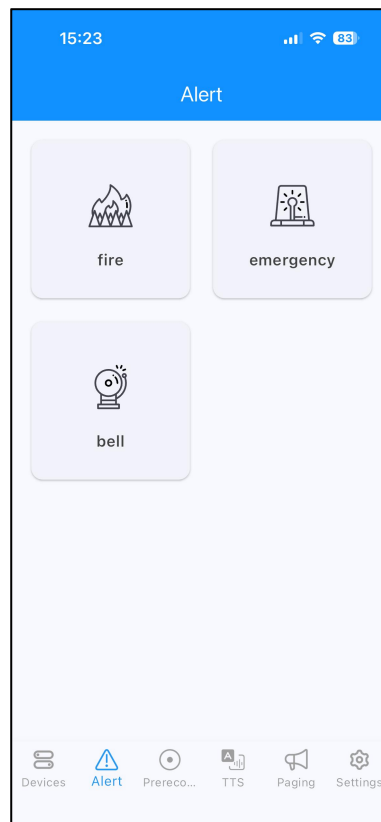 15:23
83
Alert
fire
emergency
bell
Devices
Alert
Prereco...
A
TTS
Paging
Settings